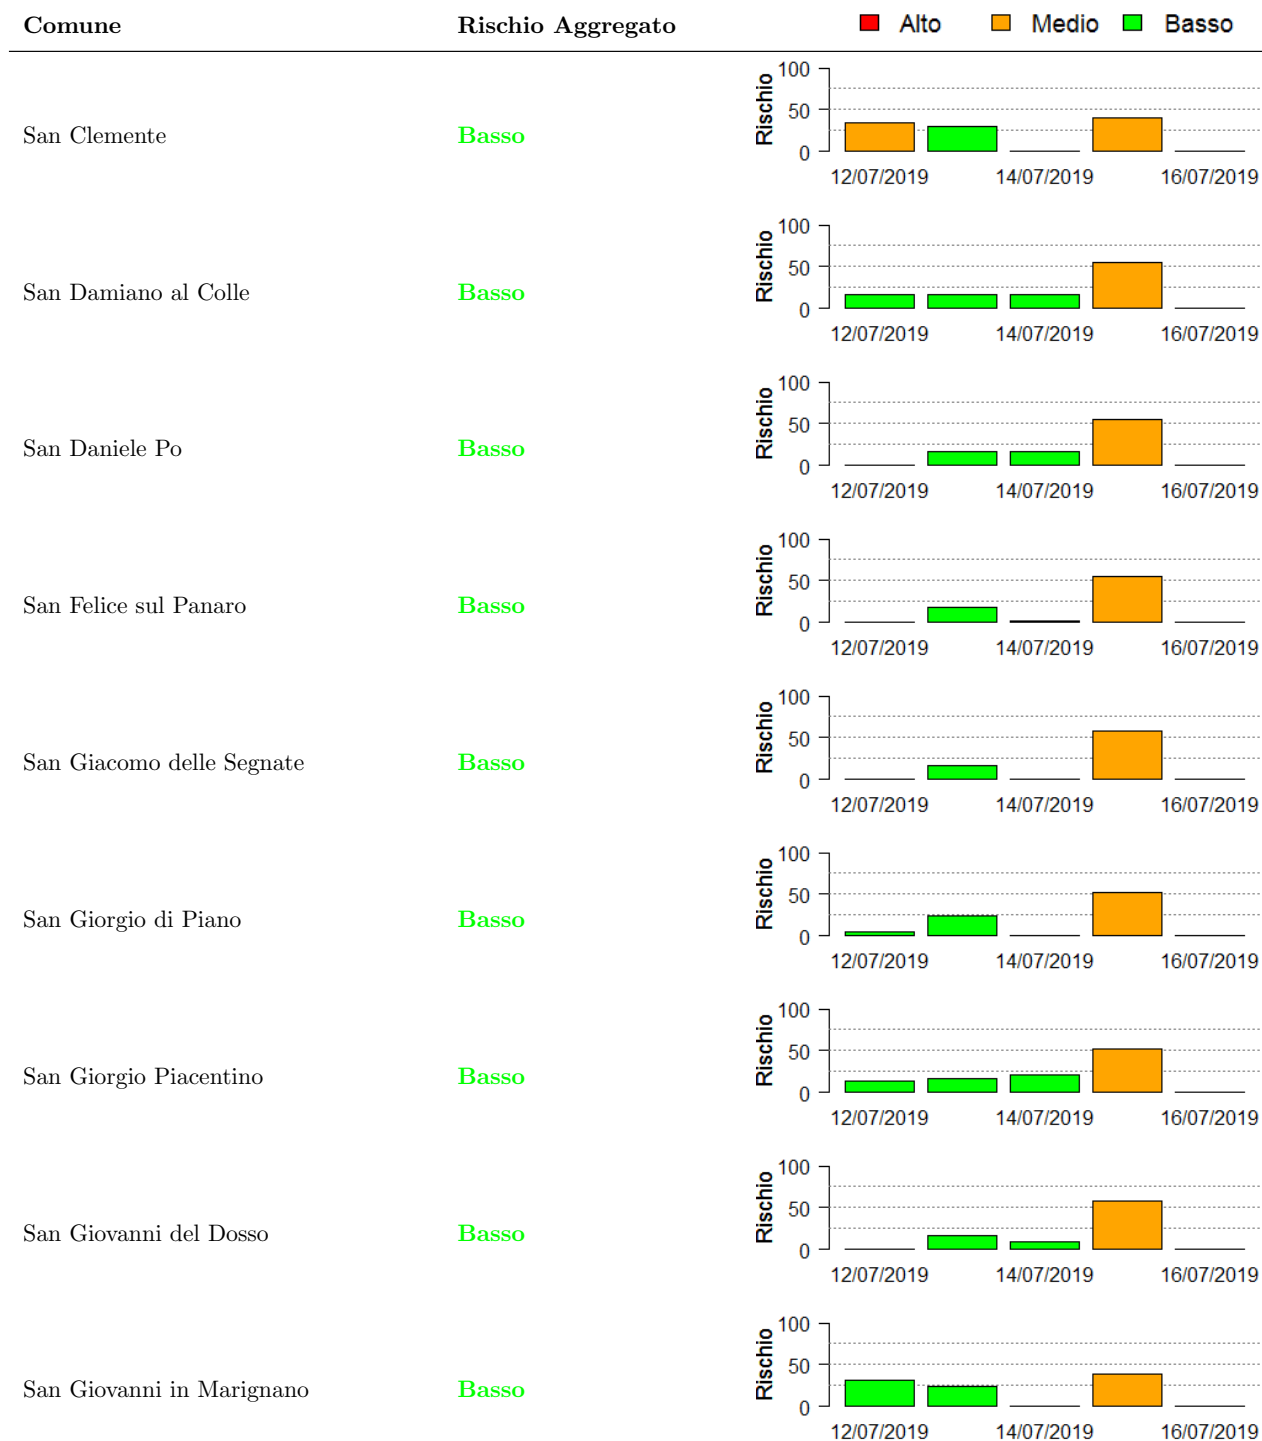 Comune Rischio Aggregato Alto Medio Basso
100
50
0
Rischio
San Clemente Basso
12/07/2019 14/07/2019 16/07/2019
100
50
0
Rischio
San Damiano al Colle Basso
12/07/2019 14/07/2019 16/07/2019
100
50
0
Rischio
San Daniele Po Basso
12/07/2019 14/07/2019 16/07/2019
100
50
0
Rischio
San Felice sul Panaro Basso
12/07/2019 14/07/2019 16/07/2019
100
50
0
Rischio
San Giacomo delle Segnate Basso
12/07/2019 14/07/2019 16/07/2019
100
50
0
Rischio
San Giorgio di Piano Basso
12/07/2019 14/07/2019 16/07/2019
100
50
0
Rischio
San Giorgio Piacentino Basso
12/07/2019 14/07/2019 16/07/2019
100
50
0
Rischio
San Giovanni del Dosso Basso
12/07/2019 14/07/2019 16/07/2019
100
50
0
Rischio
San Giovanni in Marignano Basso
12/07/2019 14/07/2019 16/07/2019